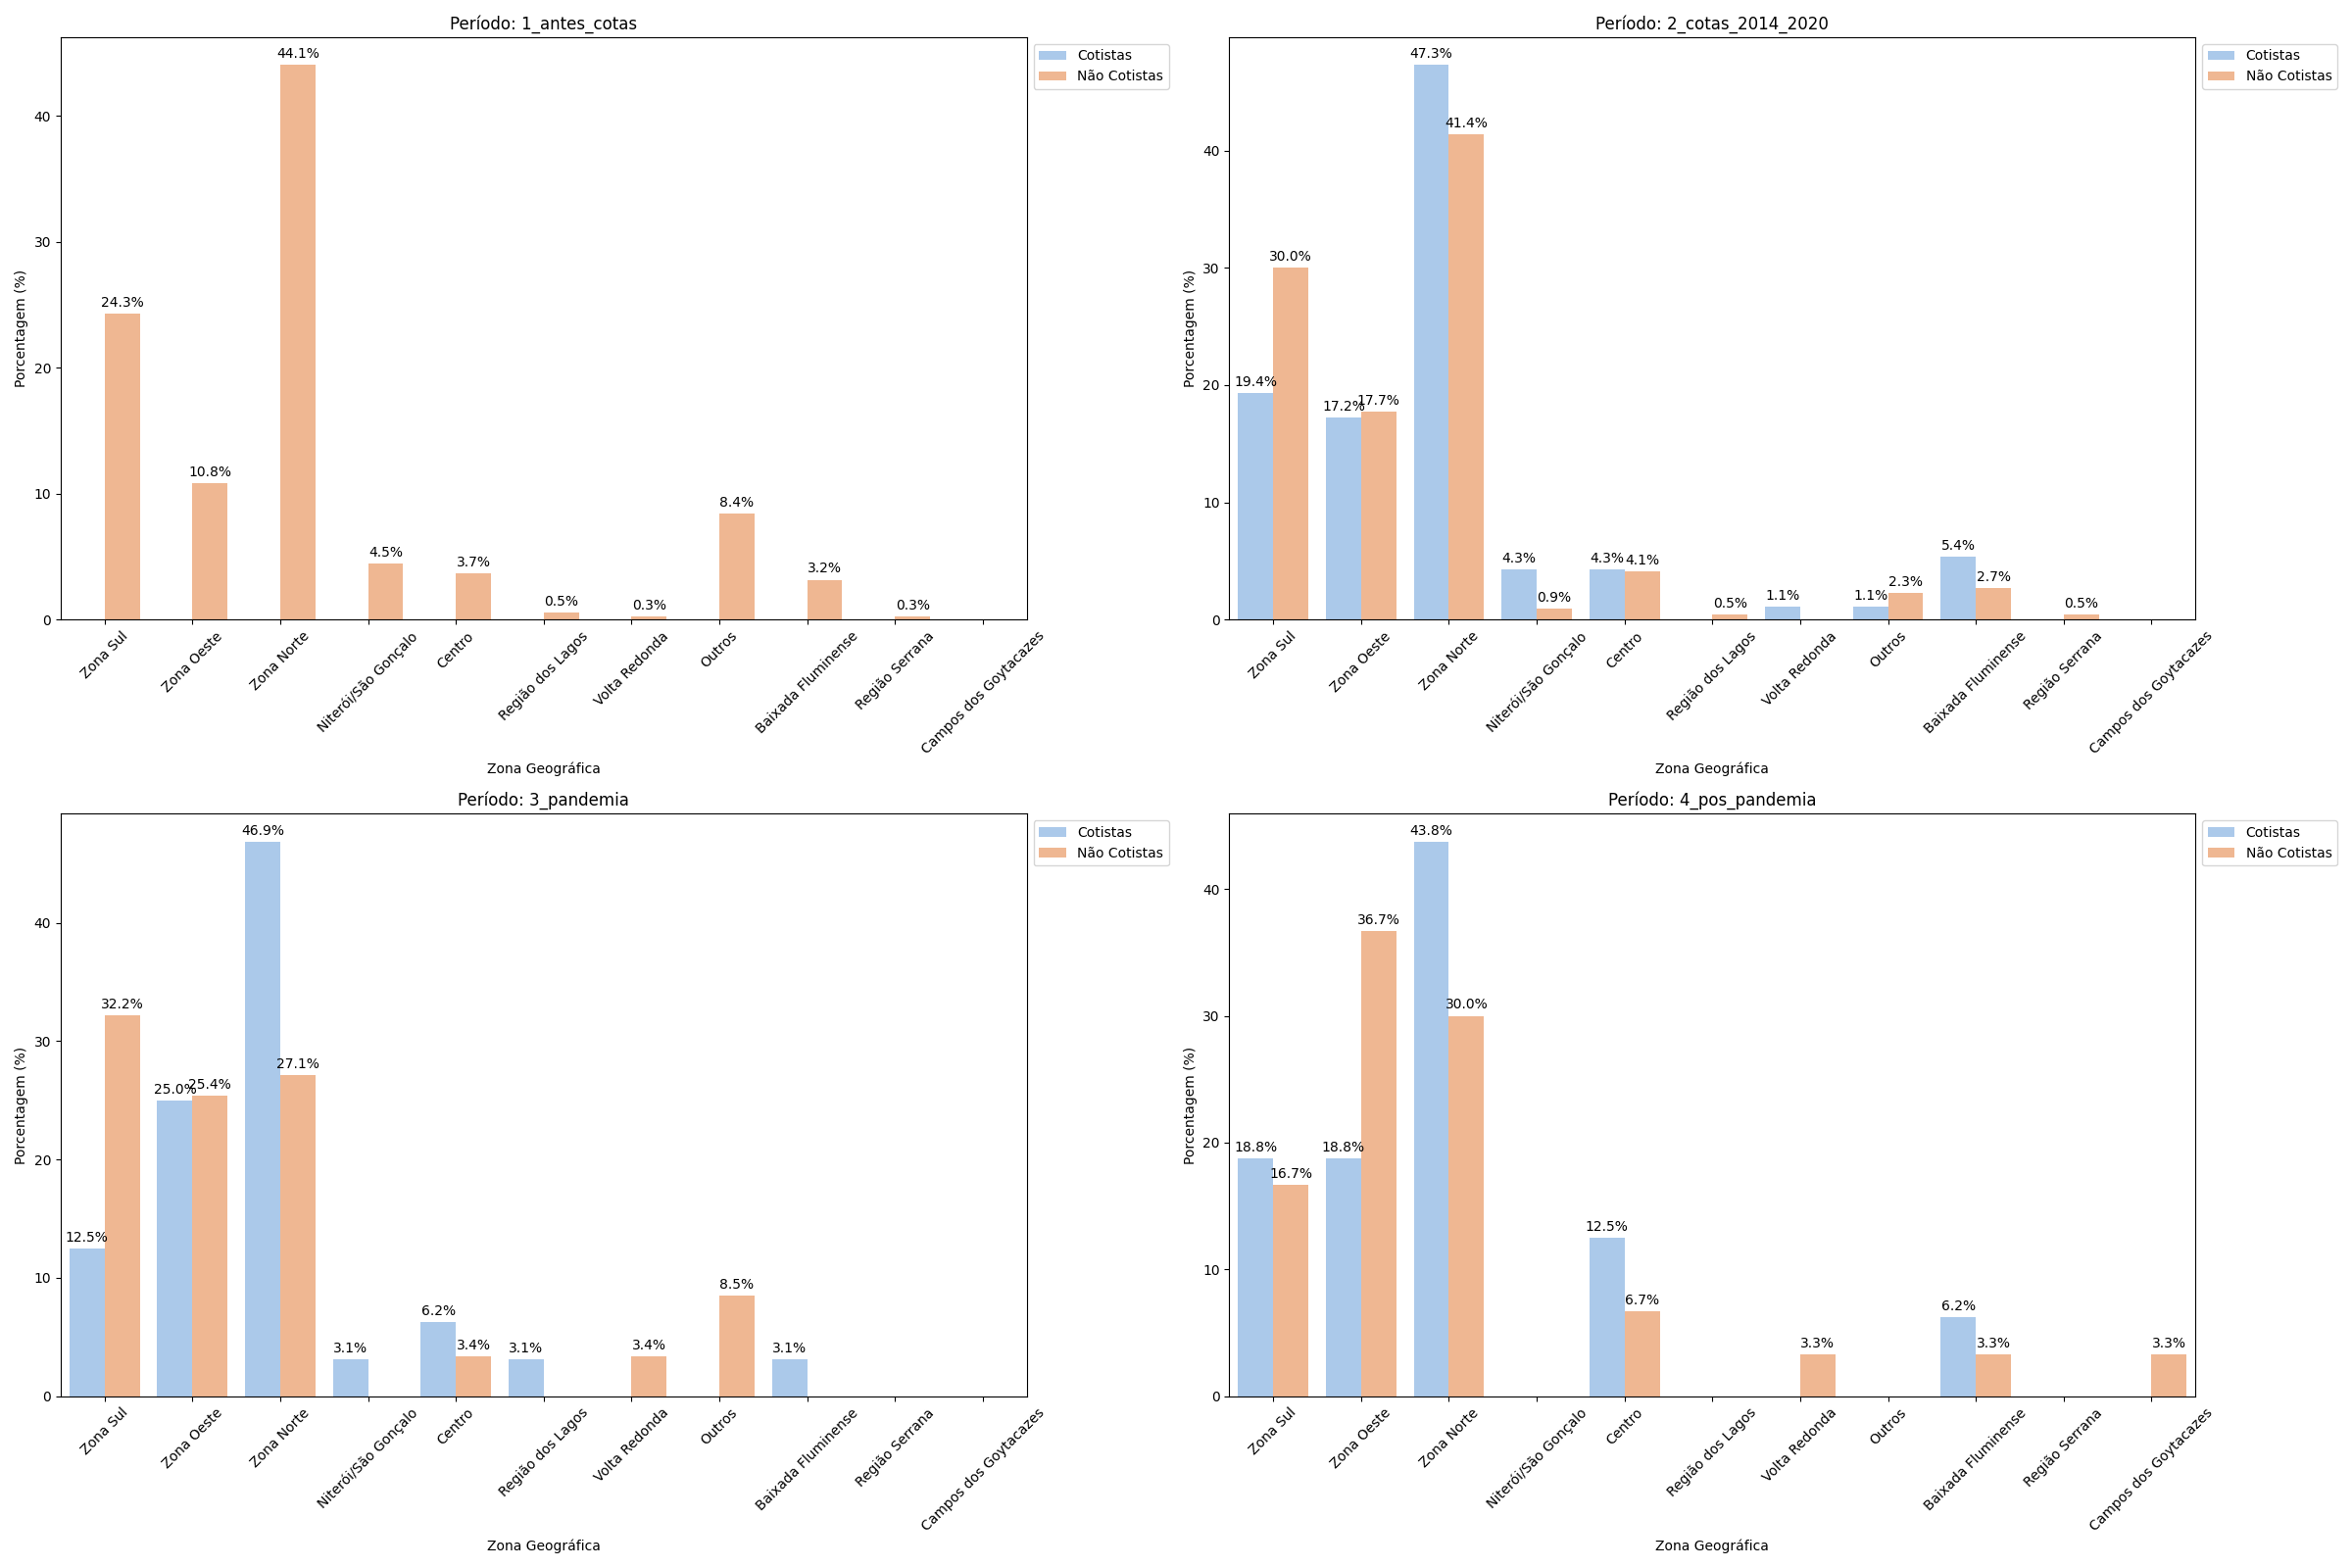 Período: 1_antes_cotas
Cotistas
Não Cotistas
Porcentagem (%)
40
30
20
10
0
44.1%
24.3%
10.8%
4.5%
3.7%
0.5%
0.3%
8.4%
3.2%
0.3%
Zona Sul
Zona Oeste
Zona Norte
Niterói/São Gonçalo
Centro
Região dos Lagos
Volta Redonda
Outros
Baixada Fluminense
Região Serrana
Campos dos Goytacazes
Zona Geográfica
Período: 2_cotas_2014_2020
Cotistas
Não Cotistas
Porcentagem (%)
40
30
20
10
0
19.4%
30.0%
17.2%
17.7%
47.3%
41.4%
4.3%
0.9%
4.3%
4.1%
0.5%
1.1%
1.1%
2.3%
5.4%
2.7%
0.5%
Zona Sul
Zona Oeste
Zona Norte
Niterói/São Gonçalo
Centro
Região dos Lagos
Volta Redonda
Outros
Baixada Fluminense
Região Serrana
Campos dos Goytacazes
Zona Geográfica
Período: 3_pandemia
Cotistas
Não Cotistas
Porcentagem (%)
40
30
20
10
0
12.5%
32.2%
25.0%
25.4%
46.9%
27.1%
3.1%
6.2%
3.4%
3.1%
3.4%
8.5%
3.1%
Zona Sul
Zona Oeste
Zona Norte
Niterói/São Gonçalo
Centro
Região dos Lagos
Volta Redonda
Outros
Baixada Fluminense
Região Serrana
Campos dos Goytacazes
Zona Geográfica
Período: 4_pos_pandemia
Cotistas
Não Cotistas
Porcentagem (%)
40
30
20
10
0
18.8%
16.7%
18.8%
36.7%
43.8%
30.0%
12.5%
6.7%
3.3%
6.2%
3.3%
3.3%
Zona Sul
Zona Oeste
Zona Norte
Niterói/São Gonçalo
Centro
Região dos Lagos
Volta Redonda
Outros
Baixada Fluminense
Região Serrana
Campos dos Goytacazes
Zona Geográfica